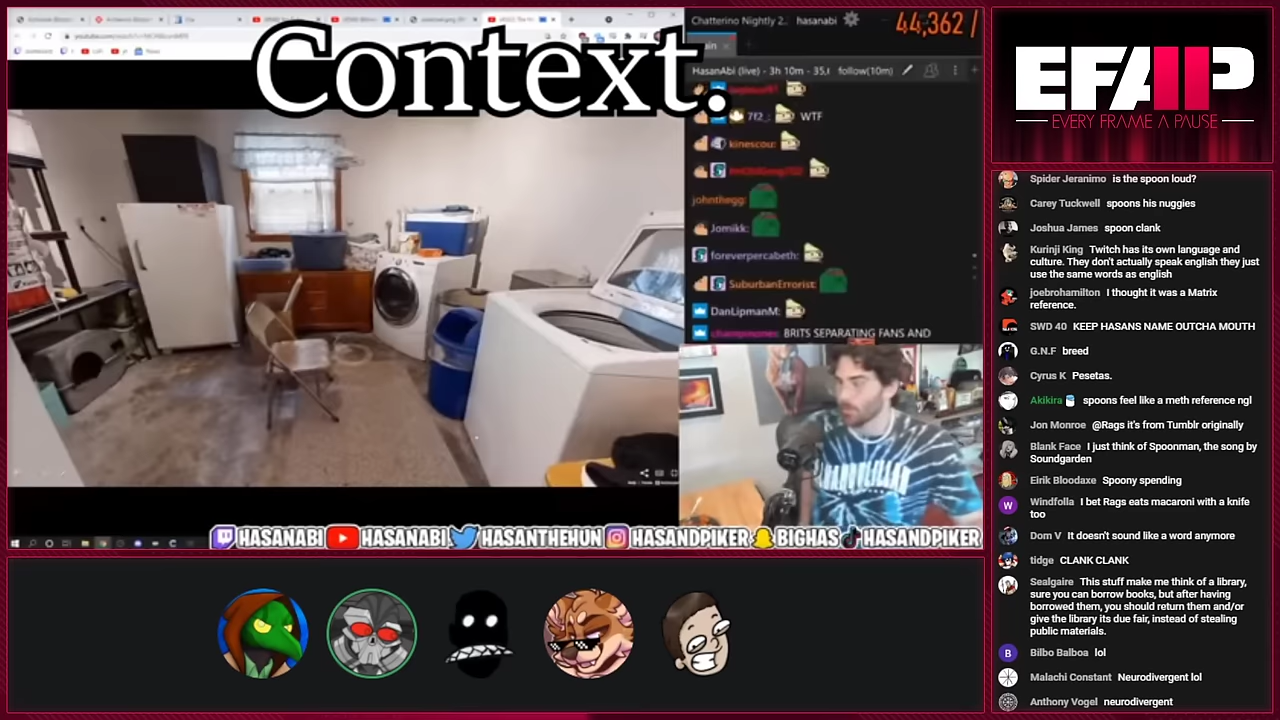 Context.
Chatterino Nightly 2.
hasanabi
44,362 /
ain
HasanAbi (live) - 3h 10m - 35,
follow(10m)
7f2_:
WTF
kinescou:
johnthegg:
Jomikk:
foreverpercabeth:
SuburbanErrorist:
DanLipmanM:
champinones: BRITS SEPARATING FANS AND
HASANABI
HASANABI
HASANTHEHUN
HASANDPIKER
BIGHAS
HASANDPIKER
EFAP
EVERY FRAME A PAUSE
Spider Jeranimo is the spoon loud?
Carey Tuckwell spoons his nuggies
Joshua James spoon clank
Kurinji King Twitch has its own language and
culture. They don't actually speak english they just
use the same words as english
joebrohamilton I thought it was a Matrix
reference.
SWD 40 KEEP HASANS NAME OUTCHA MOUTH
G.N.F breed
Cyrus K Pesetas.
Akikira spoons feel like a meth reference ngl
Jon Monroe @Rags it's from Tumblr originally
Blank Face I just think of Spoonman, the song by
Soundgarden
Eirik Bloodaxe Spoony spending
Windfolla I bet Rags eats macaroni with a knife
too
Dom V It doesn't sound like a word anymore
tidge CLANK CLANK
Sealgaire This stuff make me think of a library,
sure you can borrow books, but after having
borrowed them, you should return them and/or
give the library its due fair, instead of stealing
public materials.
Bilbo Balboa lol
Malachi Constant Neurodivergent lol
Anthony Vogel neurodivergent